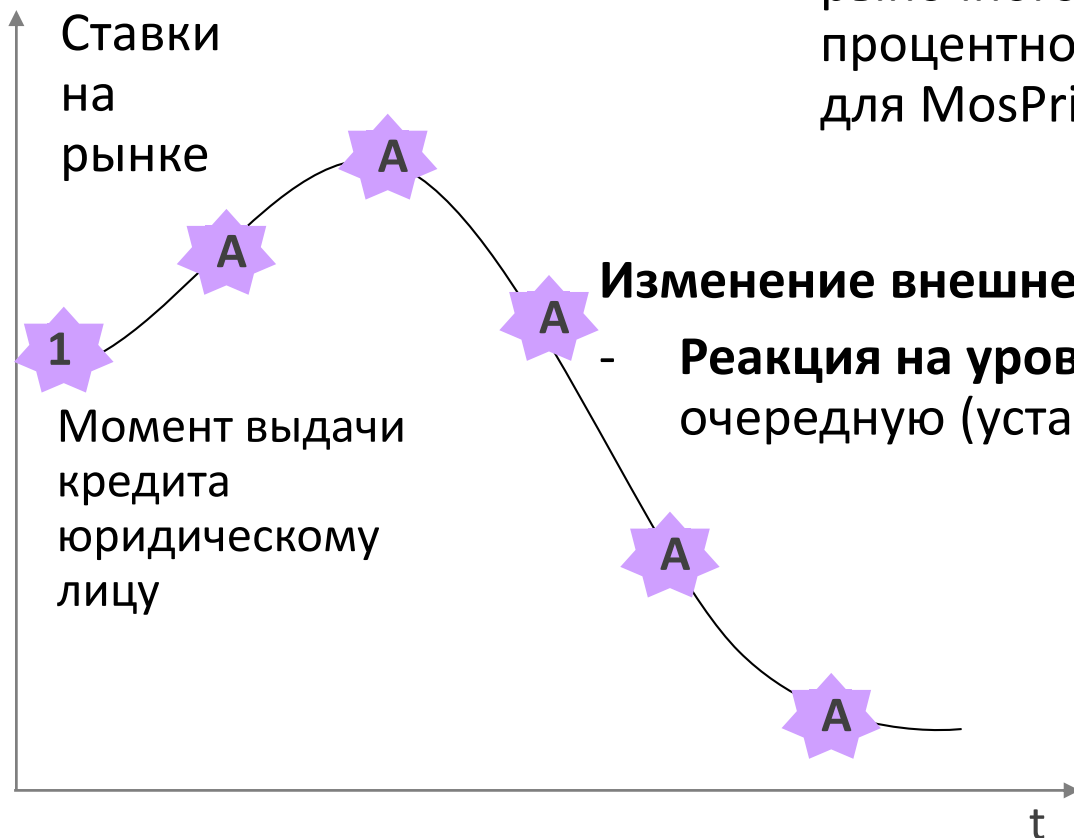 Ставки
на
рынке
процентно
для MosPri
А
А
1
А
Изменение внешне
- Реакция на уров
очередную (уста
Момент выдачи
кредита
юридическому
лицу
А
А
t